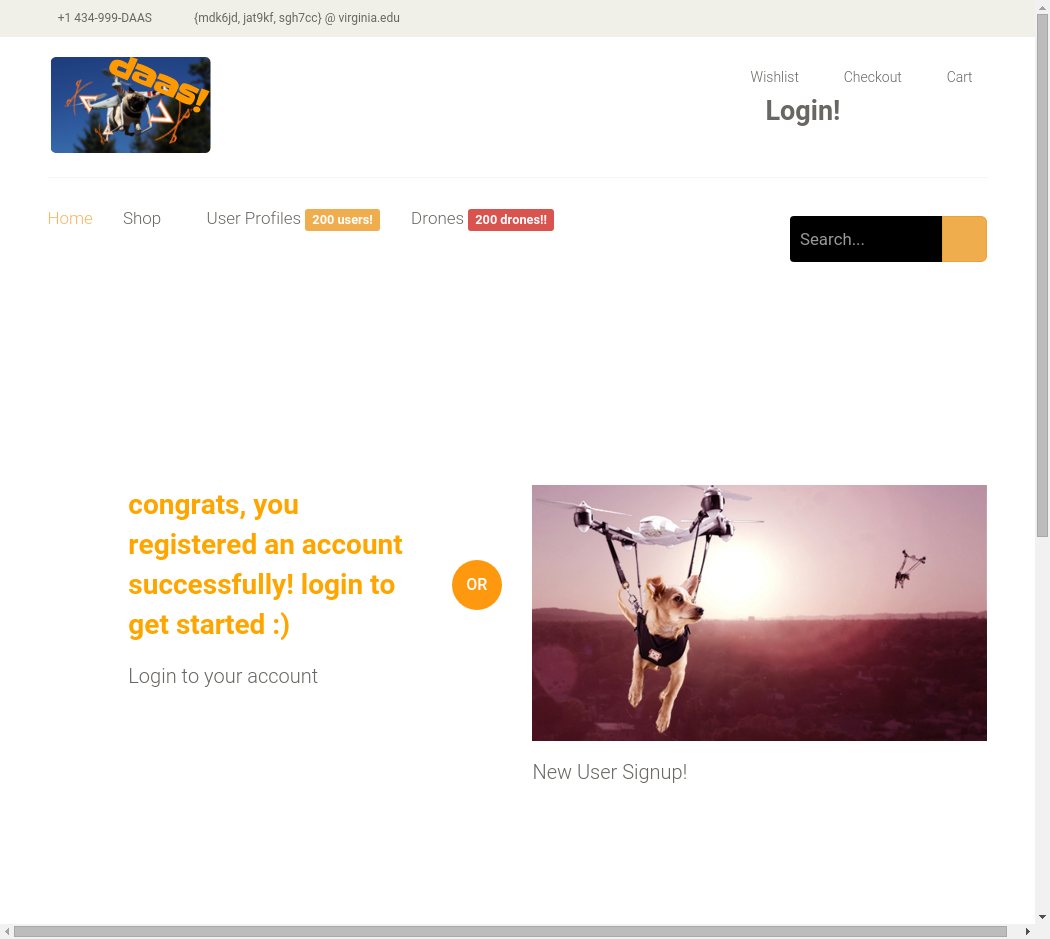 +1 434-999-DAAS
{mdk6jd, jat9kf, sgh7cc} @ virginia.edu
daas!
Wishlist
Checkout
Cart
Login!
Home
Shop
User Profiles 200 users!
Drones 200 drones!!
Search...
congrats, you
registered an account
successfully! login to
get started :)
Login to your account
OR
New User Signup!